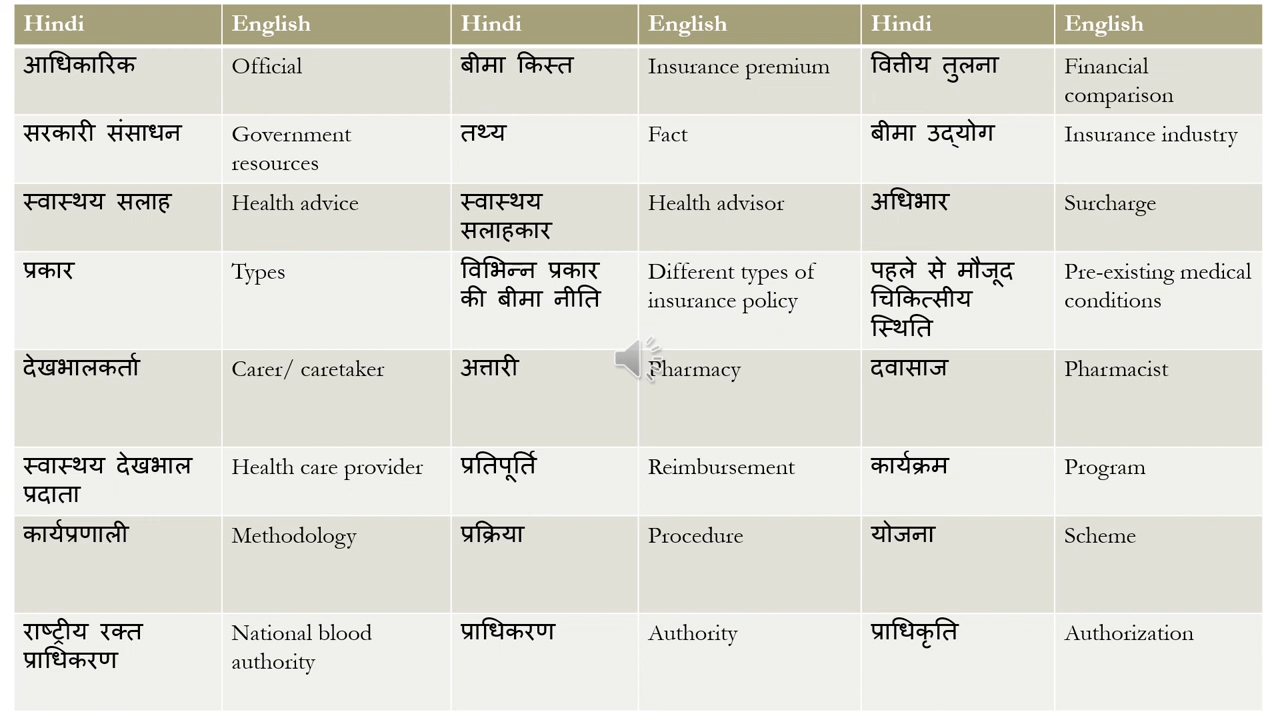 Hindi English Hindi English Hindi English
आधिकारिक Official बीमा किस्त Insurance premium वित्तीय तुलना Financial
comparison
सरकारी संसाधन Government तथ्य Fact बीमा उद्योग Insurance industry
resources
स्वास्थय सलाह Health advice स्वास्थय Health advisor अधिभार Surcharge
सलाहकार
प्रकार Types विभिन्न प्रकार Different types of पहले से मौजूद Pre-existing medical
की बीमा नीति insurance policy चिकित्सीय conditions
स्थिति
देखभालकर्ता Carer/ caretaker अत्तारी Pharmacy दवासाज Pharmacist
स्वास्थय देखभाल Health care provider प्रतिपूर्ति Reimbursement कार्यक्रम Program
प्रदाता
कार्यप्रणाली Methodology प्रक्रिया Procedure योजना Scheme
राष्ट्रीय रक्त National blood प्राधिकरण Authority प्राधिकृति Authorization
प्राधिकरण authority